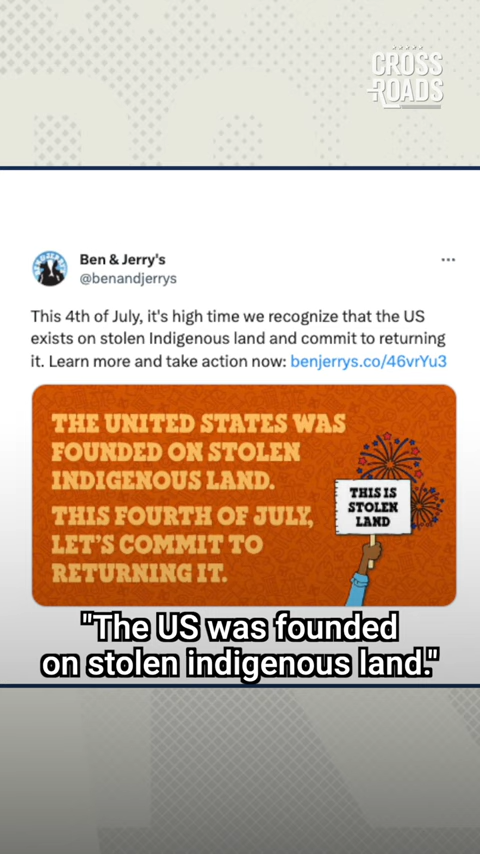 CROSS
ROADS
Ben & Jerry's
@benandjerrys
This 4th of July, it's high time we recognize that the US
exists on stolen Indigenous land and commit to returning
it. Learn more and take action now: benjerrys.co/46vrYu3
THE UNITED STATES WAS
FOUNDED ON STOLEN
INDIGENOUS LAND.
THIS FOURTH OF JULY,
LET'S COMMIT TO
RETURNING IT.
THIS IS
STOLEN
LAND
"The US was founded
on stolen indigenous land."